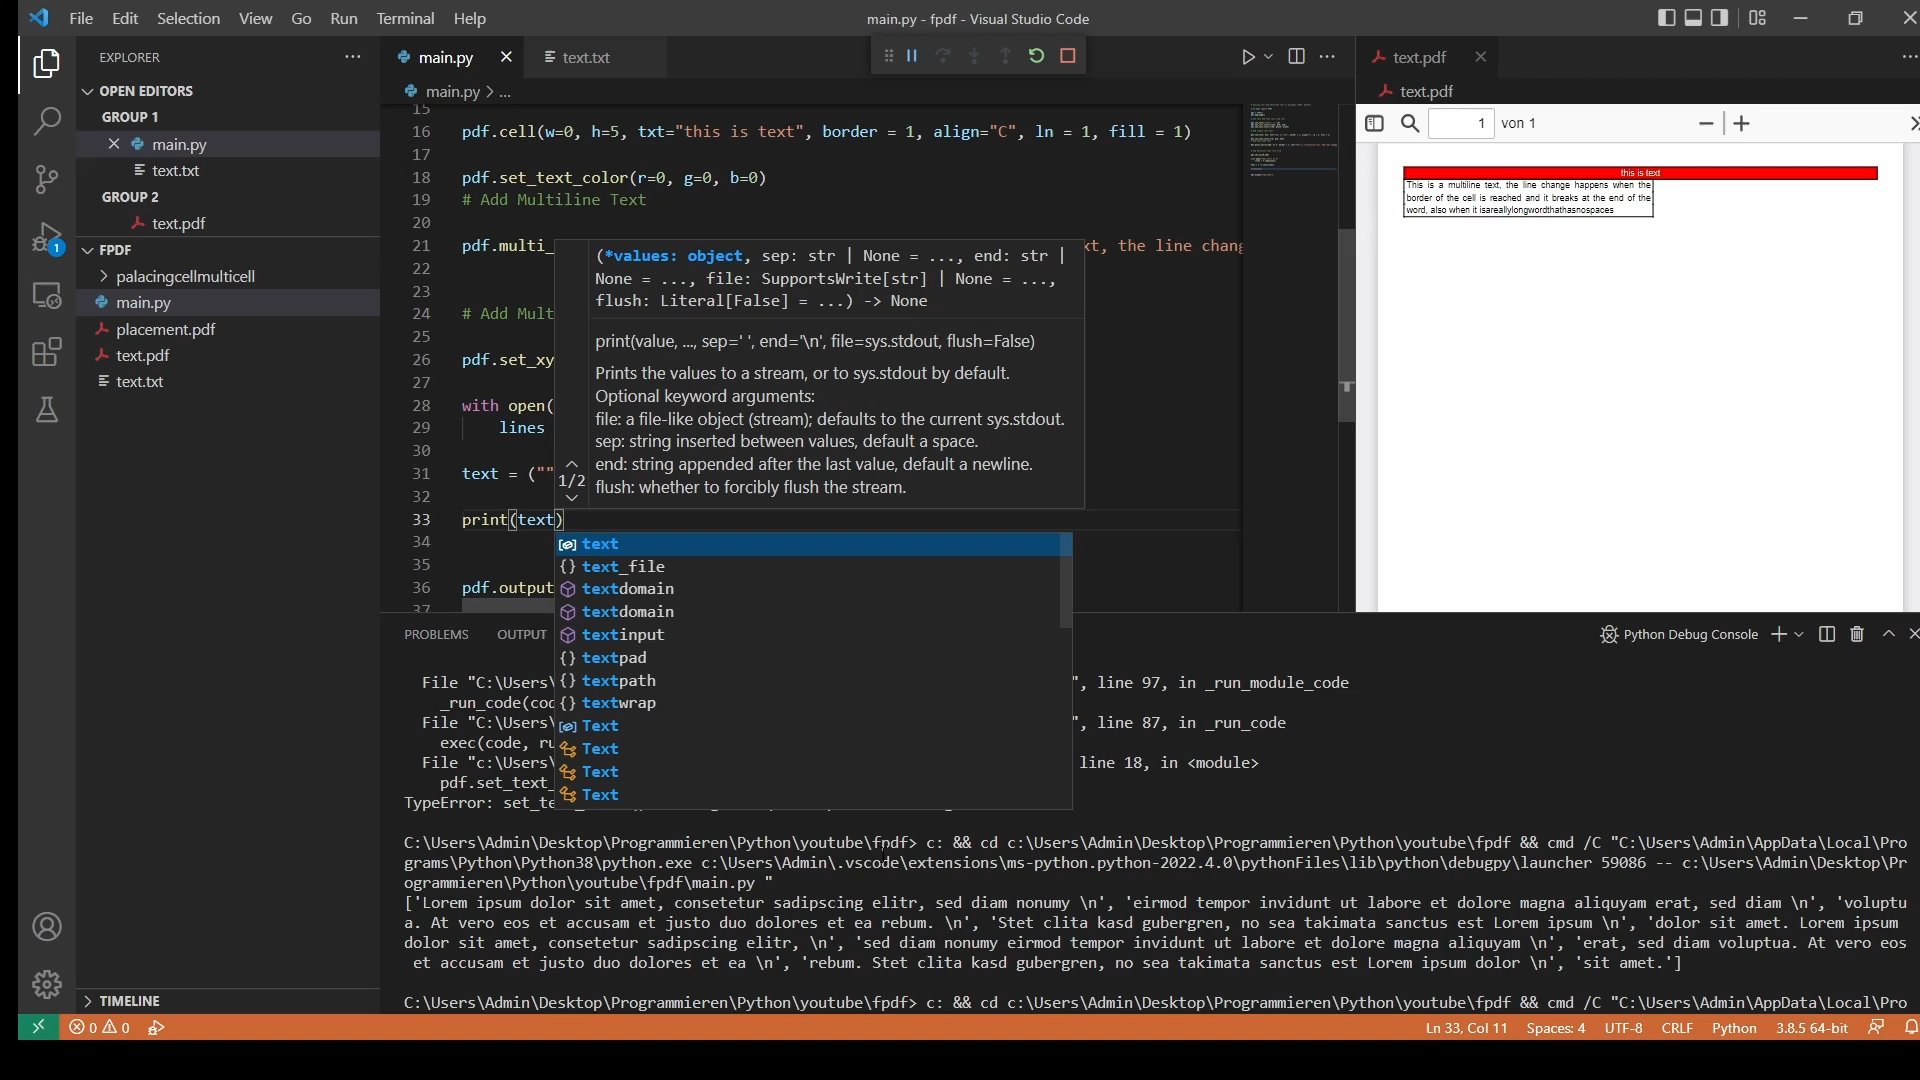 File Edit Selection View Go Run Terminal Help
main.py - fpdf - Visual Studio Code
EXPLORER
OPEN EDITORS
GROUP 1
main.py
text.txt
GROUP 2
text.pdf
FPDF
palacingcellmulticell
main.py
placement.pdf
text.pdf
text.txt
TIMELINE
1
main.py
text.txt
main.py > ...
15
16 pdf.cell(w=0, h=5, txt="this is text", border = 1, align="C", ln = 1, fill = 1)
17
18 pdf.set_text_color(r=0, g=0, b=0)
19 # Add Multiline Text
20
21 pdf.multi_ xt, the line chang
22
23
24 # Add Mult
25
26 pdf.set_xy
27
28 with open(
29 lines
30
31 text = (""
32
33 print(text)
34
35
36 pdf.output
37
(*values: object, sep: str | None = ..., end: str |
None = ..., file: SupportsWrite[str] | None = ...,
flush: Literal[False] = ...) -> None
print(value, ..., sep=' ', end='\n', file=sys.stdout, flush=False)
Prints the values to a stream, or to sys.stdout by default.
Optional keyword arguments:
file: a file-like object (stream); defaults to the current sys.stdout.
sep: string inserted between values, default a space.
end: string appended after the last value, default a newline.
flush: whether to forcibly flush the stream.
1/2
text
text_file
textdomain
textdomain
textinput
textpad
textpath
textwrap
Text
Text
Text
Text
text.pdf
text.pdf
1 von 1
this is text
This is a multiline text, the line change happens when the
border of the cell is reached and it breaks at the end of the
word, also when it isareallylongwordthathasnospaces
PROBLEMS OUTPUT
Python Debug Console
File "C:\Users\ ", line 97, in _run_module_code
_run_code(cod
File "C:\Users\ ", line 87, in _run_code
exec(code, ru
File "c:\Users\ line 18, in <module>
pdf.set_text_
TypeError: set_te
C:\Users\Admin\Desktop\Programmieren\Python\youtube\fpdf> c: && cd c:\Users\Admin\Desktop\Programmieren\Python\youtube\fpdf && cmd /C "C:\Users\Admin\AppData\Local\Pro
grams\Python\Python38\python.exe c:\Users\Admin\.vscode\extensions\ms-python.python-2022.4.0\pythonFiles\lib\python\debugpy\launcher 59086 -- c:\Users\Admin\Desktop\Pr
ogrammieren\Python\youtube\fpdf\main.py "
['Lorem ipsum dolor sit amet, consetetur sadipscing elitr, sed diam nonumy \n', 'eirmod tempor invidunt ut labore et dolore magna aliquyam erat, sed diam \n', 'voluptu
a. At vero eos et accusam et justo duo dolores et ea rebum. \n', 'Stet clita kasd gubergren, no sea takimata sanctus est Lorem ipsum \n', 'dolor sit amet. Lorem ipsum
dolor sit amet, consetetur sadipscing elitr, \n', 'sed diam nonumy eirmod tempor invidunt ut labore et dolore magna aliquyam \n', 'erat, sed diam voluptua. At vero eos
et accusam et justo duo dolores et ea \n', 'rebum. Stet clita kasd gubergren, no sea takimata sanctus est Lorem ipsum dolor \n', 'sit amet.']
C:\Users\Admin\Desktop\Programmieren\Python\youtube\fpdf> c: && cd c:\Users\Admin\Desktop\Programmieren\Python\youtube\fpdf && cmd /C "C:\Users\Admin\AppData\Local\Pro
0 0 Ln 33, Col 11 Spaces: 4 UTF-8 CRLF Python 3.8.5 64-bit